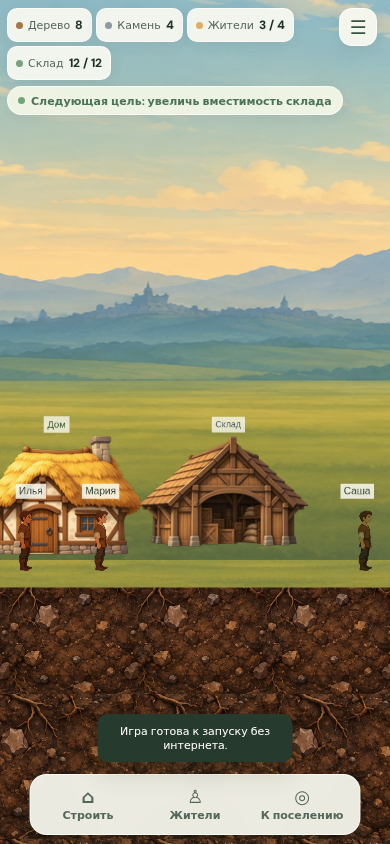 Дерево 8
Камень 4
Жители 3 / 4
Склад 12 / 12
Следующая цель: увеличь вместимость склада
Дом
Склад
Илья
Мария
Саша
Игра готова к запуску без
интернета.
Строить
Жители
К поселению